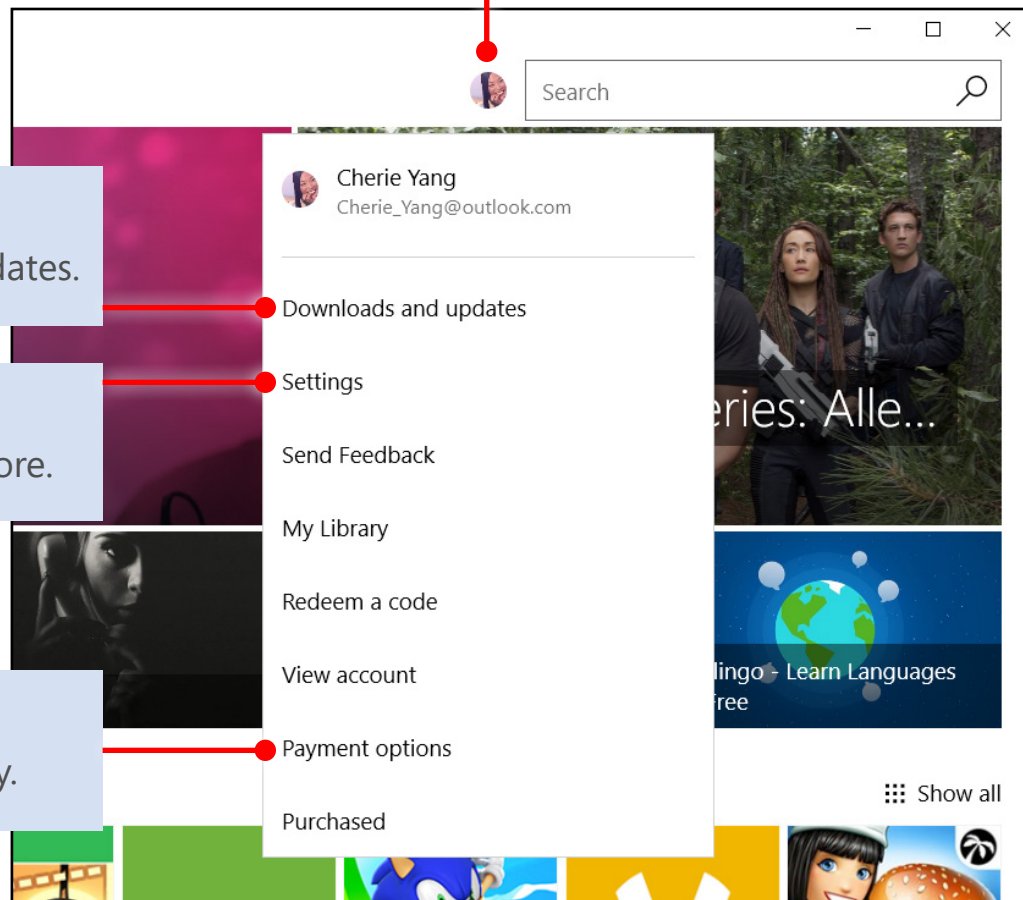 Search
Cherie Yang
Cherie_Yang@outlook.com
dates.
Downloads and updates
Settings
eries: Alle...
ore.
Send Feedback
My Library
Redeem a code
View account
lingo - Learn Languages
ree
Payment options
y.
Show all
Purchased